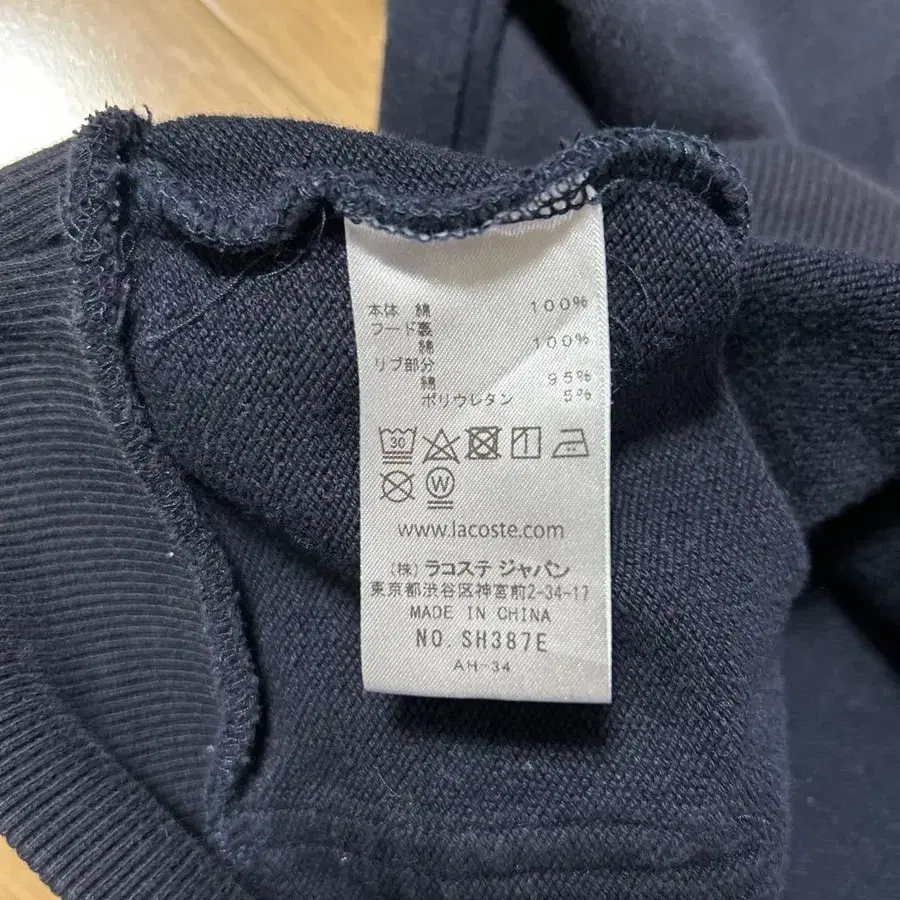 本体 綿 100%
フード裏
綿 100%
リブ部分
綿 95%
ポリウレタン 5%
30
W
www.lacoste.com
(株) ラコステ ジャパン
東京都渋谷区神宮前2-34-17
MADE IN CHINA
NO. SH387E
AH-34